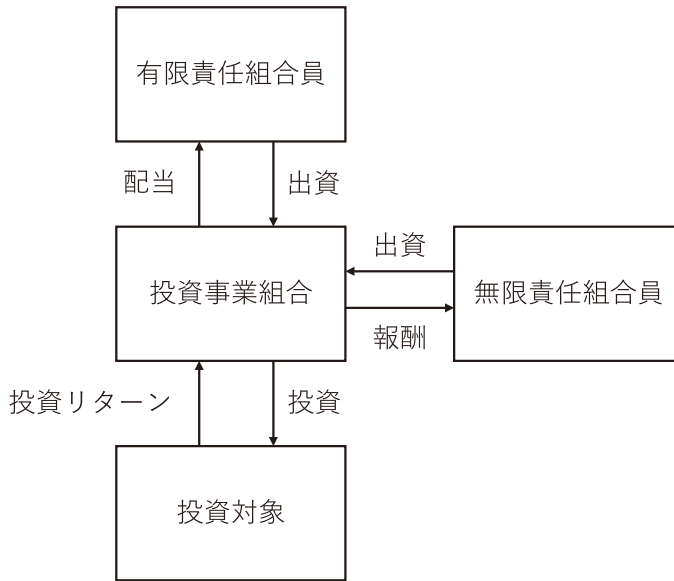 有限責任組合員
配当
出資
出資
投資事業組合
無限責任組合員
報酬
投資リターン
投資
投資対象